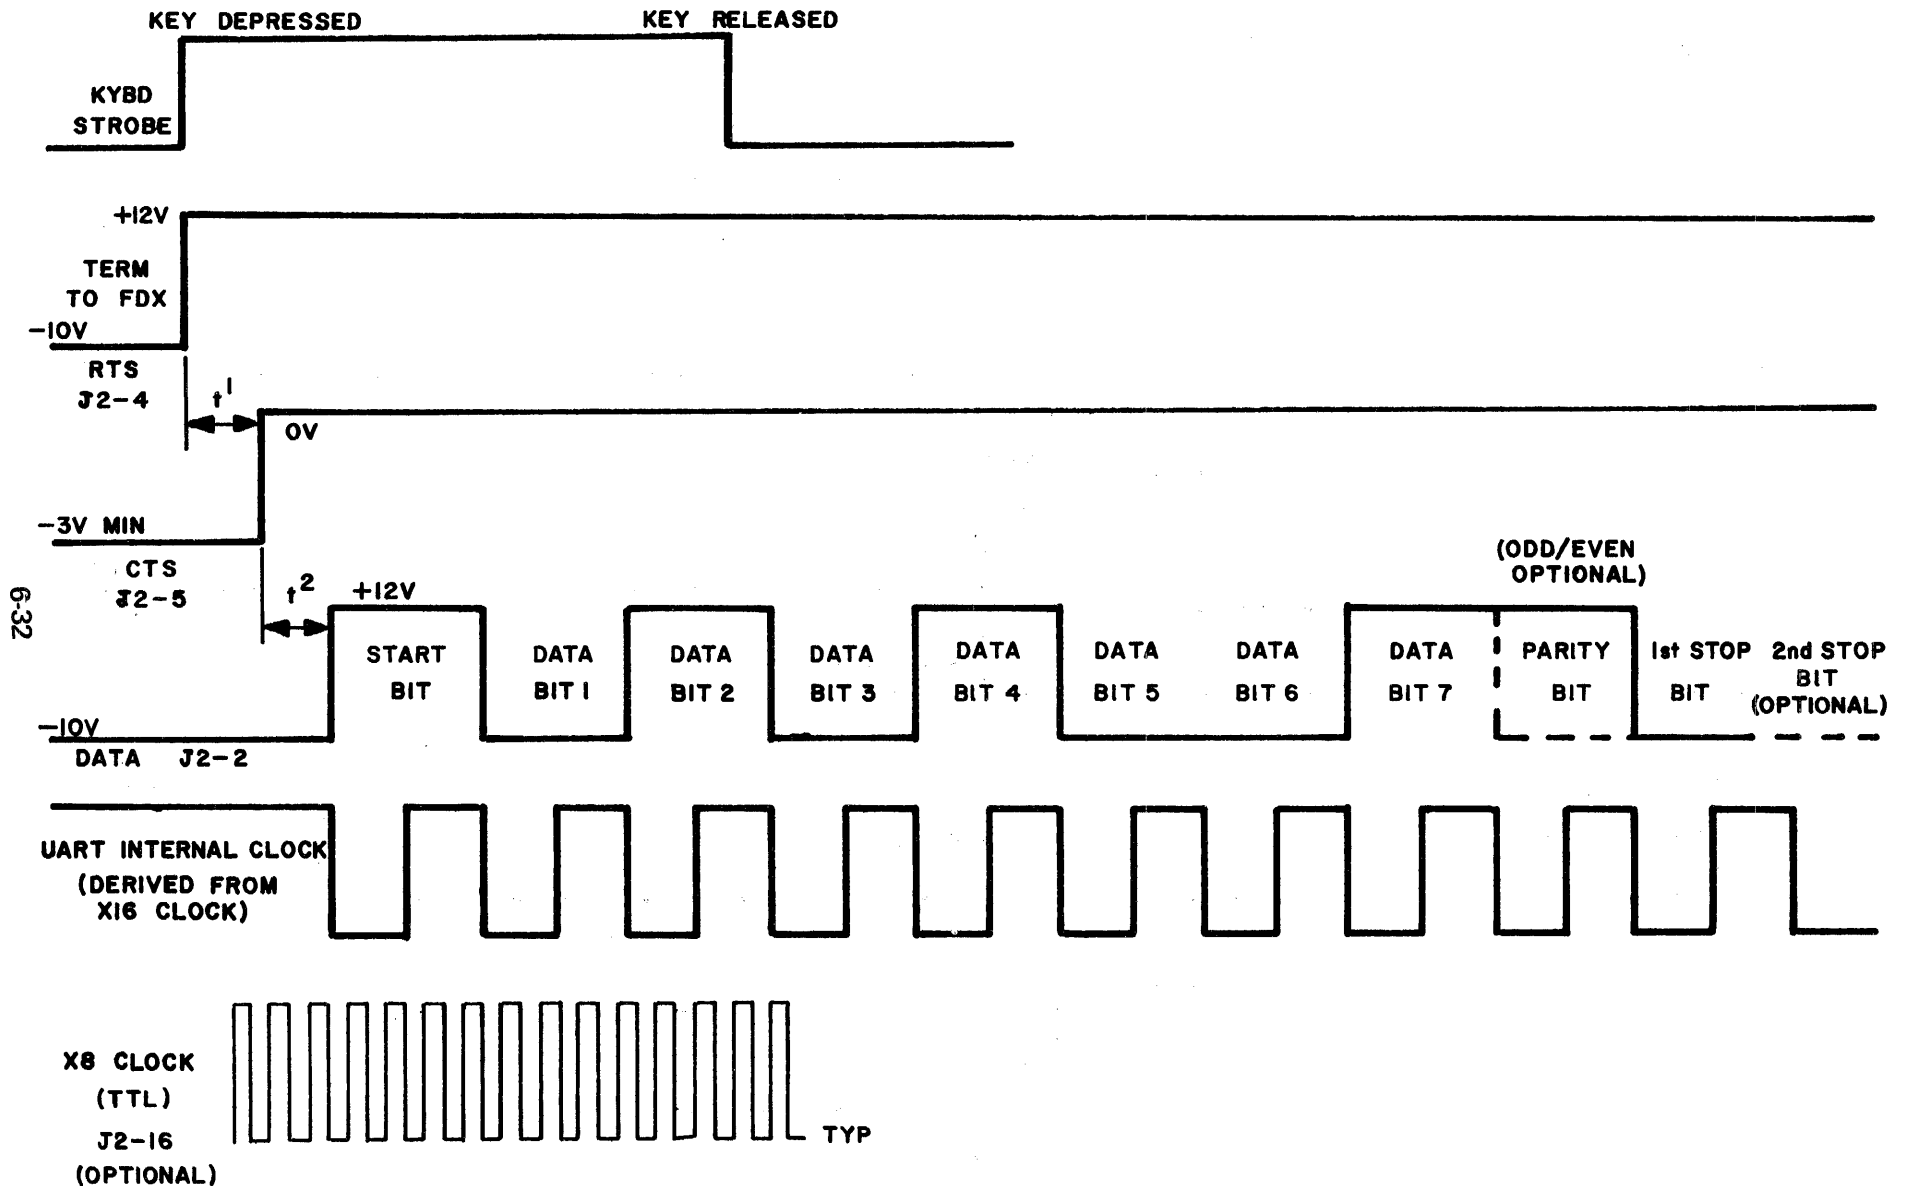 KEY DEPRESSED
KEY RELEASED
KYBD
STROBE
+12V
TERM
TO FDX
-10V
RTS
J2-4
t1
0V
-3V MIN
CTS
J2-5
t2
+12V
(ODD/EVEN
OPTIONAL)
START
BIT
DATA
BIT 1
DATA
BIT 2
DATA
BIT 3
DATA
BIT 4
DATA
BIT 5
DATA
BIT 6
DATA
BIT 7
PARITY
BIT
1st STOP
BIT
2nd STOP
BIT
(OPTIONAL)
-10V
DATA J2-2
UART INTERNAL CLOCK
(DERIVED FROM
X16 CLOCK)
X8 CLOCK
(TTL)
J2-16
(OPTIONAL)
TYP
6-32